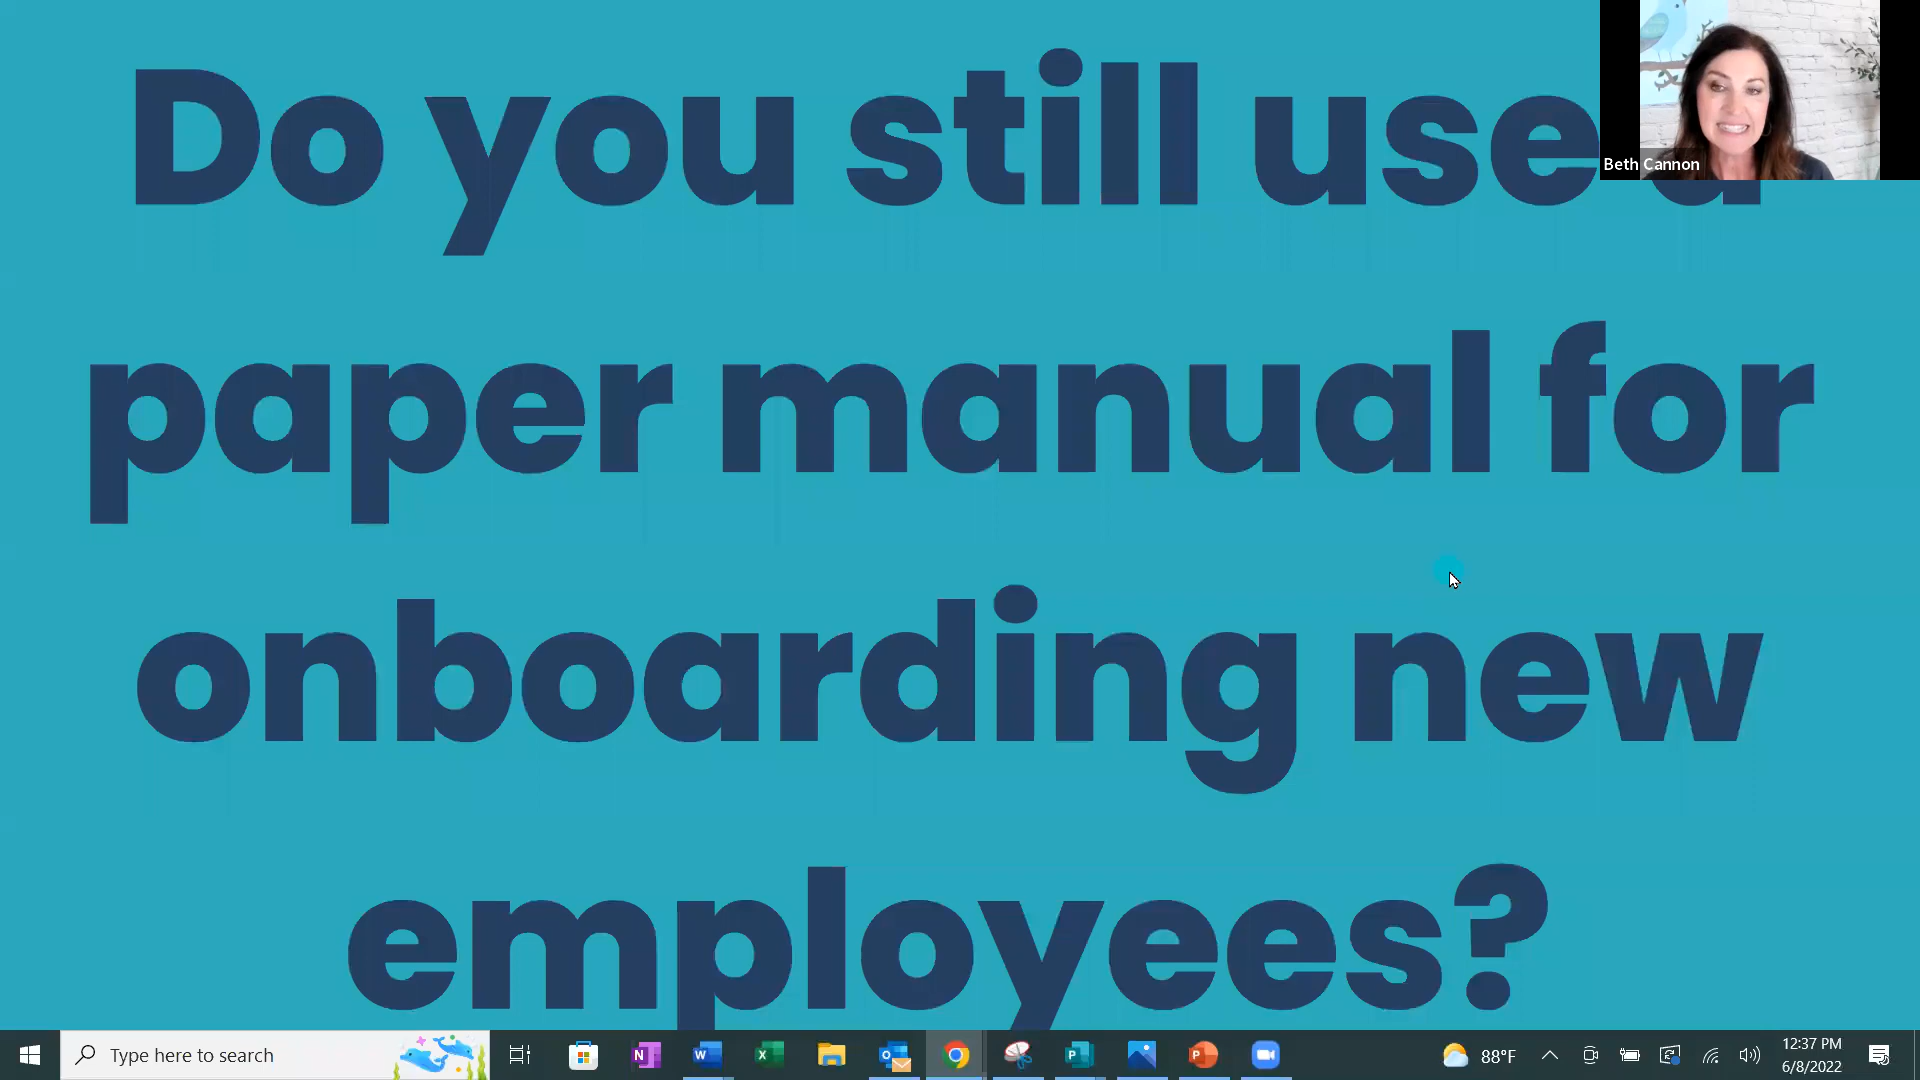 Do you still use a
paper manual for
onboarding new
employees?
Beth Cannon
Type here to search
88°F
12:37 PM
6/8/2022